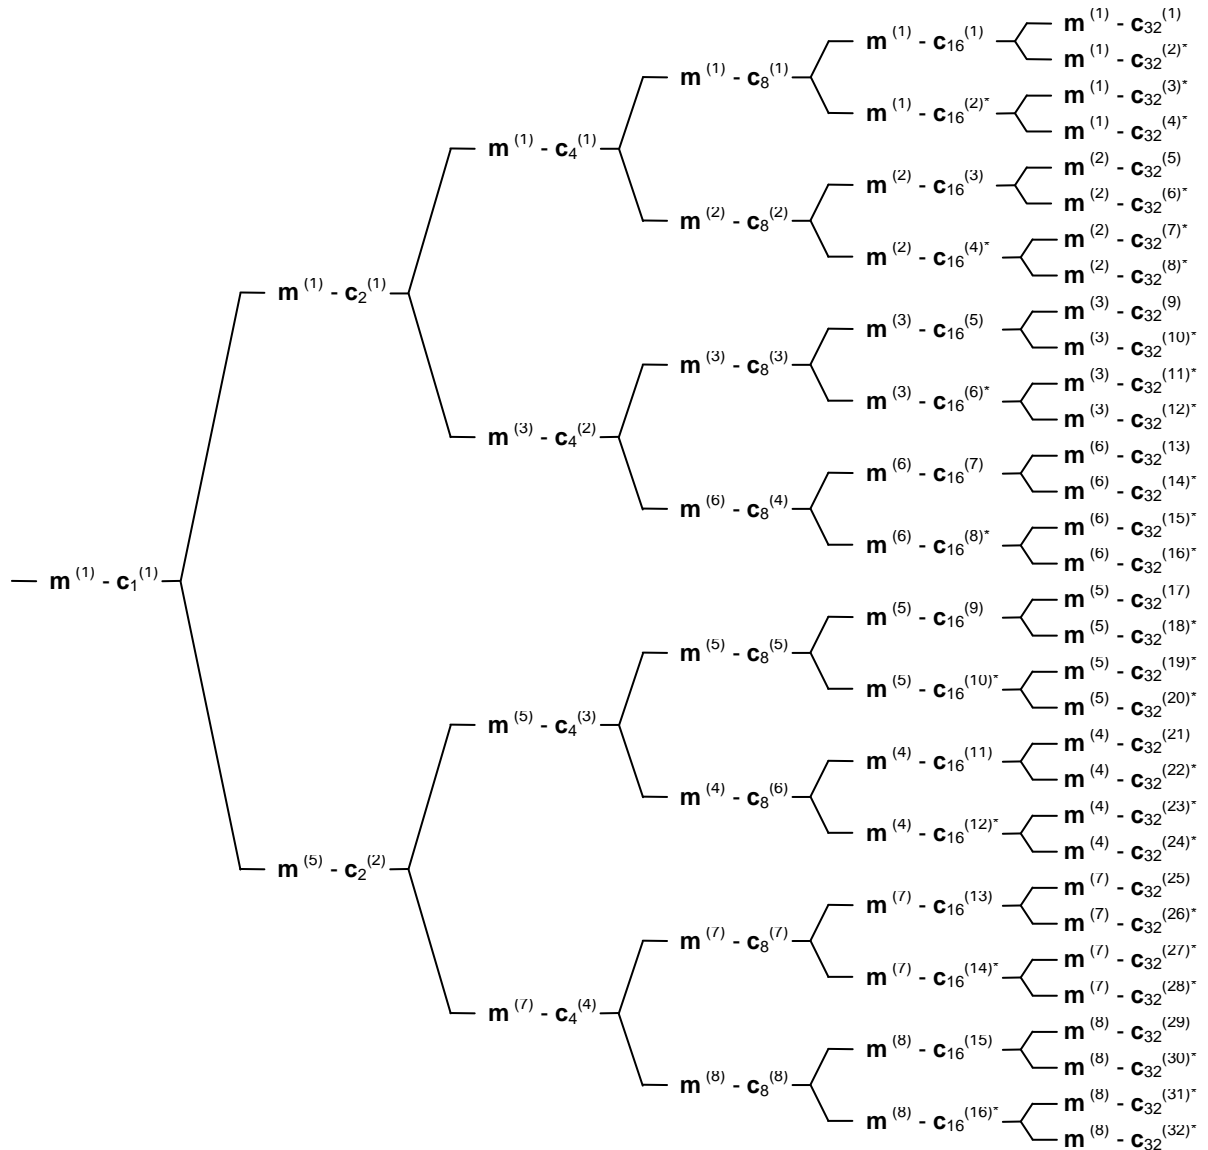 m (1) - c1(1)
m (1) - c2(1)
m (5) - c2(2)
m (1) - c4(1)
m (3) - c4(2)
m (5) - c4(3)
m (7) - c4(4)
m (1) - c8(1)
m (2) - c8(2)
m (3) - c8(3)
m (6) - c8(4)
m (5) - c8(5)
m (4) - c8(6)
m (7) - c8(7)
m (8) - c8(8)
m (1) - c16(1)
m (1) - c16(2)*
m (2) - c16(3)
m (2) - c16(4)*
m (3) - c16(5)
m (3) - c16(6)*
m (6) - c16(7)
m (6) - c16(8)*
m (5) - c16(9)
m (5) - c16(10)*
m (4) - c16(11)
m (4) - c16(12)*
m (7) - c16(13)
m (7) - c16(14)*
m (8) - c16(15)
m (8) - c16(16)*
m (1) - c32(1)
m (1) - c32(2)*
m (1) - c32(3)*
m (1) - c32(4)*
m (2) - c32(5)
m (2) - c32(6)*
m (2) - c32(7)*
m (2) - c32(8)*
m (3) - c32(9)
m (3) - c32(10)*
m (3) - c32(11)*
m (3) - c32(12)*
m (6) - c32(13)
m (6) - c32(14)*
m (6) - c32(15)*
m (6) - c32(16)*
m (5) - c32(17)
m (5) - c32(18)*
m (5) - c32(19)*
m (5) - c32(20)*
m (4) - c32(21)
m (4) - c32(22)*
m (4) - c32(23)*
m (4) - c32(24)*
m (7) - c32(25)
m (7) - c32(26)*
m (7) - c32(27)*
m (7) - c32(28)*
m (8) - c32(29)
m (8) - c32(30)*
m (8) - c32(31)*
m (8) - c32(32)*